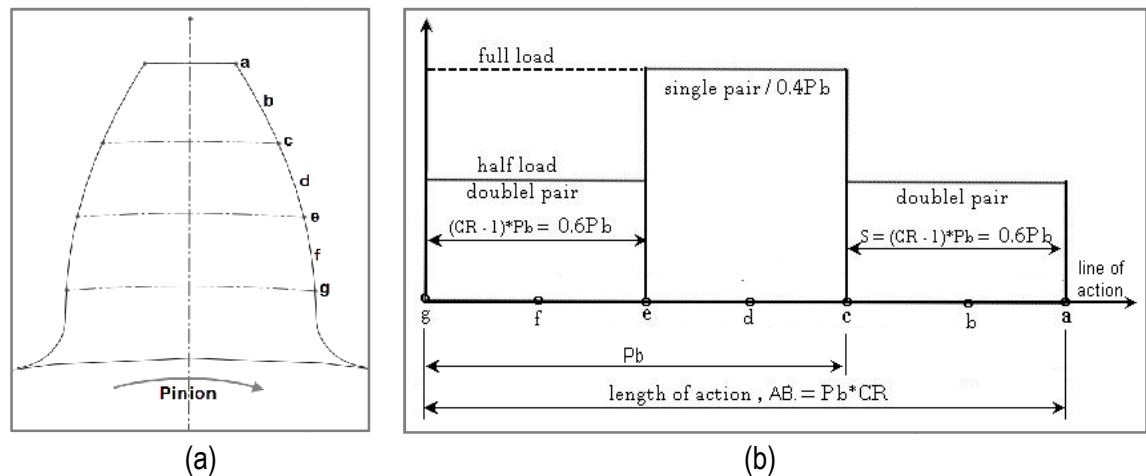 a
b
c
d
e
f
g
Pinion
(a)
full load
single pair / 0.4Pb
half load
doublel pair
(CR - 1)*Pb = 0.6Pb
doublel pair
S = (CR - 1)*Pb = 0.6Pb
line of
action
g
f
e
d
c
b
a
Pb
length of action , AB. = Pb*CR
(b)